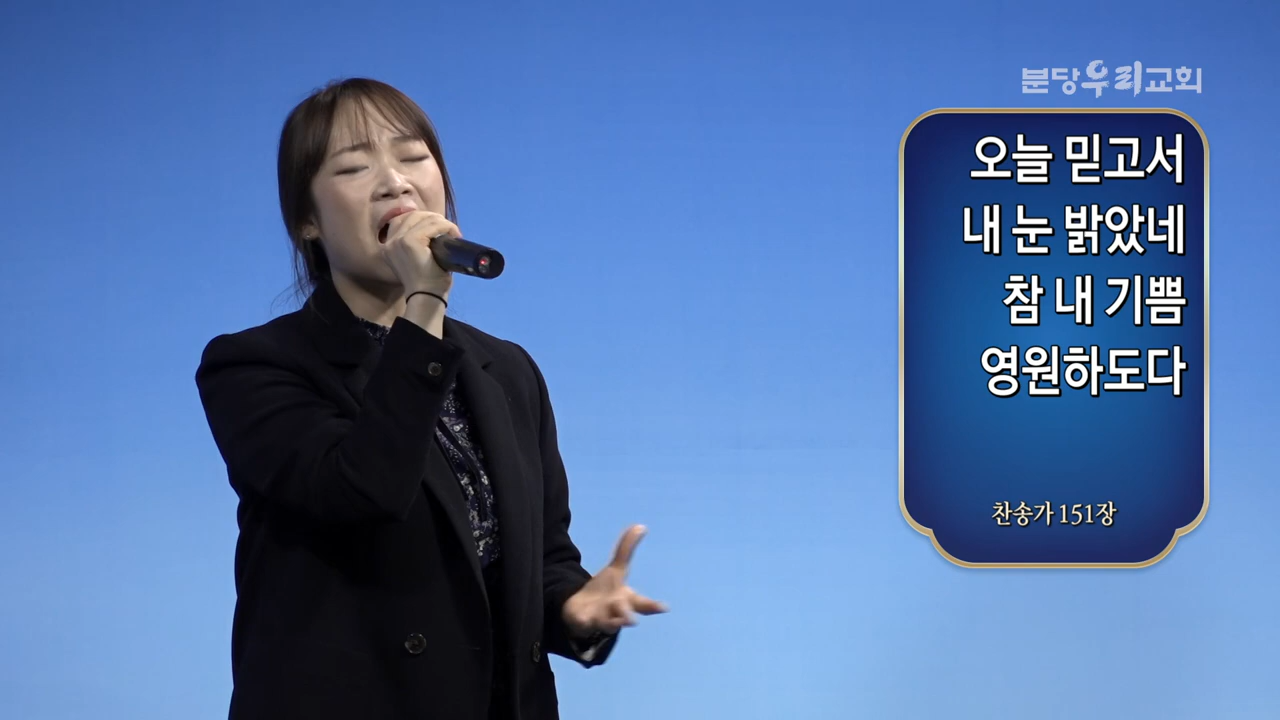 분당우리교회
오늘 믿고서
내 눈 밝았네
참 내 기쁨
영원하도다
찬송가 151장